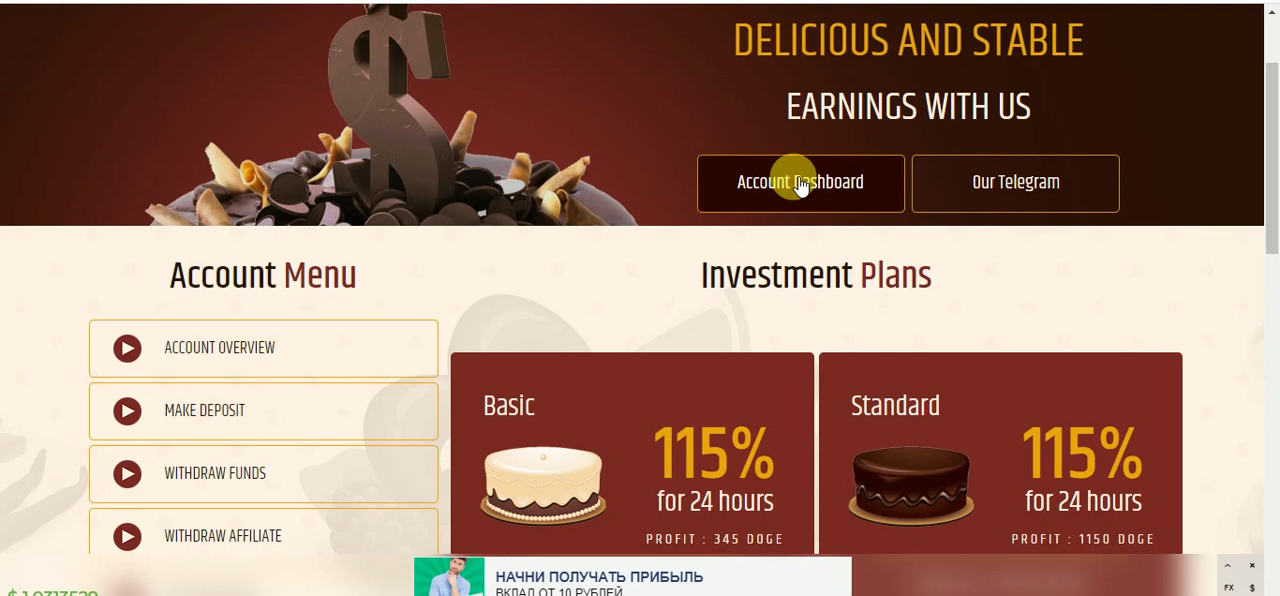 DELICIOUS AND STABLE
EARNINGS WITH US
Account Dashboard
Our Telegram
Account Menu
Investment Plans
ACCOUNT OVERVIEW
MAKE DEPOSIT
WITHDRAW FUNDS
WITHDRAW AFFILIATE
Basic
115%
for 24 hours
PROFIT : 345 DOGE
Standard
115%
for 24 hours
PROFIT : 1150 DOGE
НАЧНИ ПОЛУЧАТЬ ПРИБЫЛЬ
ВКЛАД ОТ 10 РУБЛЕЙ
FX $